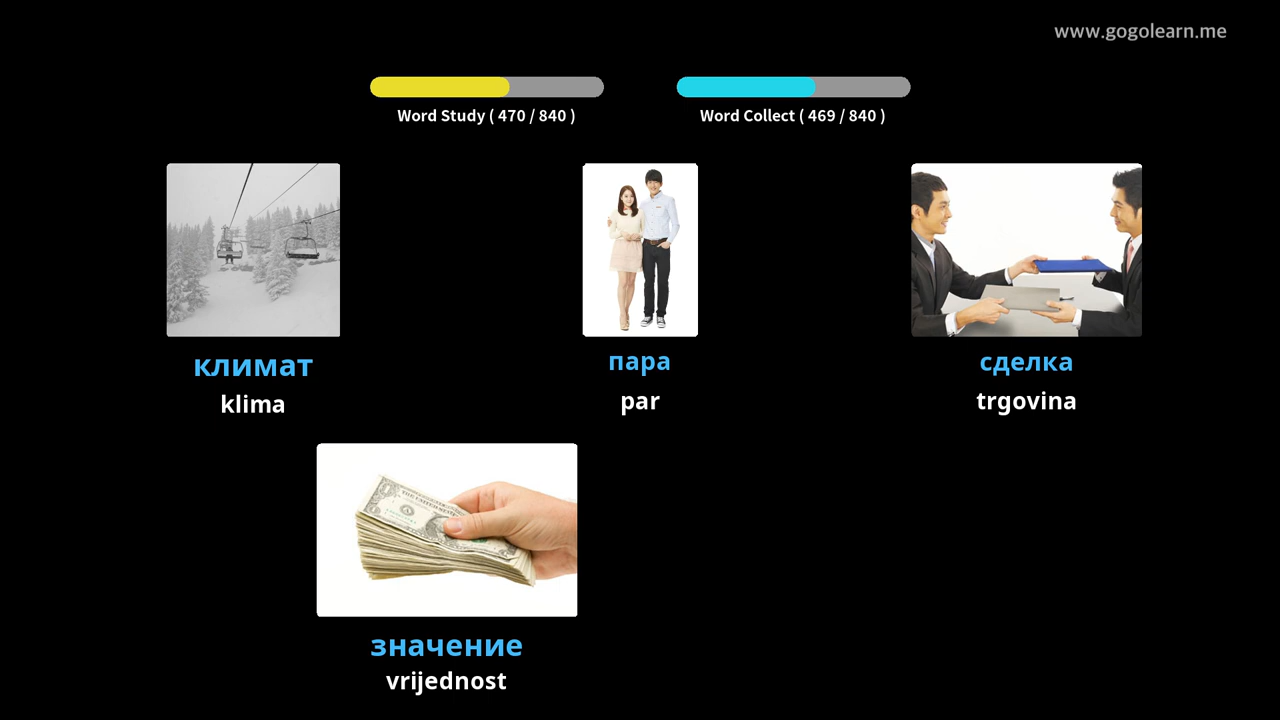 www.gogolearn.me
Word Study ( 470 / 840 )
Word Collect ( 469 / 840 )
климат
klima
пара
par
сделка
trgovina
значение
vrijednost